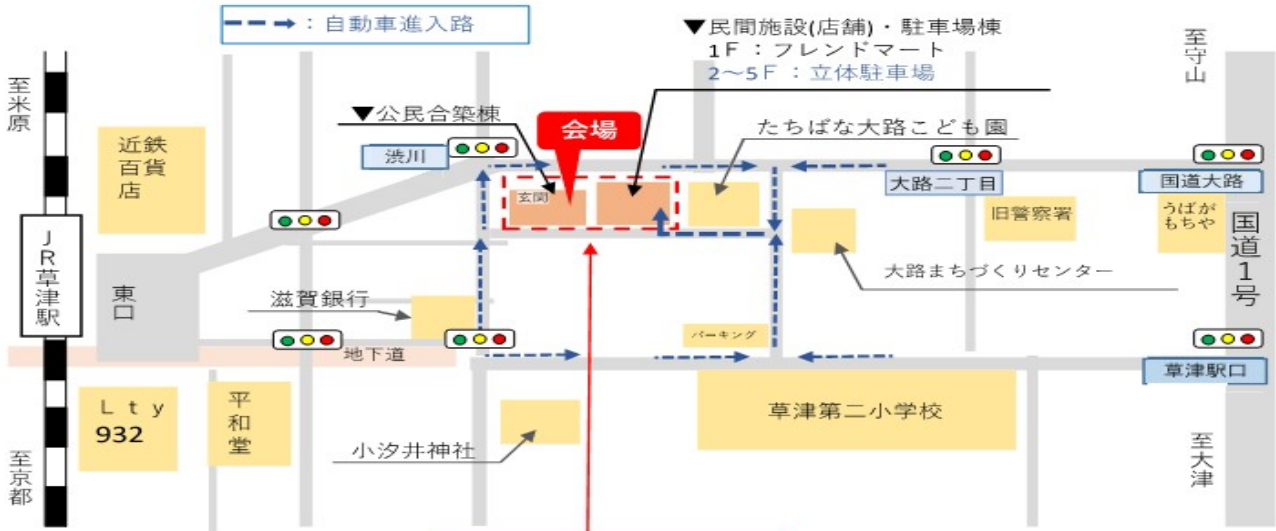 ：自動車進入路
▼民間施設(店舗)・駐車場棟
1F：フレンドマート
2～5F：立体駐車場
至守山
至米原
▼公民合築棟
会場
たちばな大路こども園
近鉄
百貨
店
渋川
玄関
大路二丁目
国道大路
旧警察署
うばが
もちや
国道1号
JR草津駅
東口
滋賀銀行
大路まちづくりセンター
パーキング
地下道
草津駅口
Lty
932
平和堂
小汐井神社
草津第二小学校
至京都
至大津